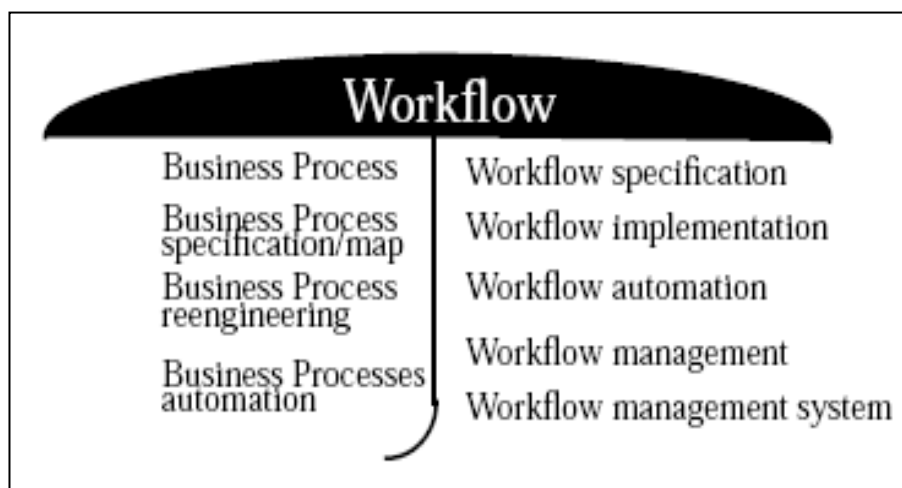 Workflow
Business Process
Business Process
specification/map
Business Process
reengineering
Business Processes
automation
Workflow specification
Workflow implementation
Workflow automation
Workflow management
Workflow management system